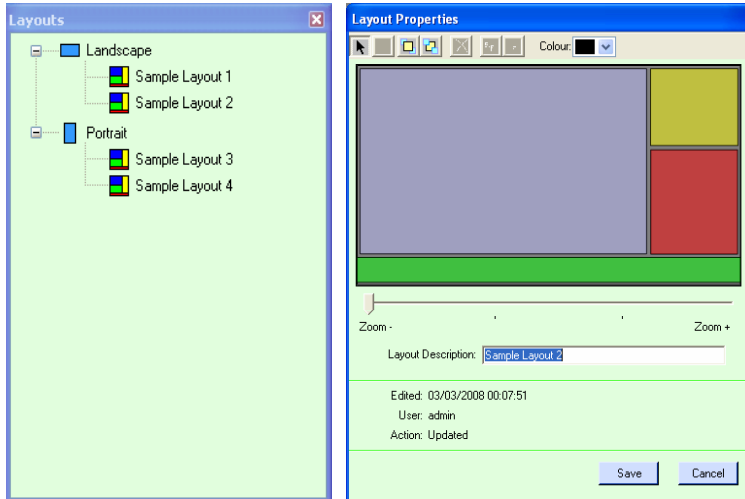 Layouts
Landscape
Sample Layout 1
Sample Layout 2
Portrait
Sample Layout 3
Sample Layout 4
Layout Properties
Colour:
Zoom -
Zoom +
Layout Description: Sample Layout 2
Edited: 03/03/2008 00:07:51
User: admin
Action: Updated
Save Cancel